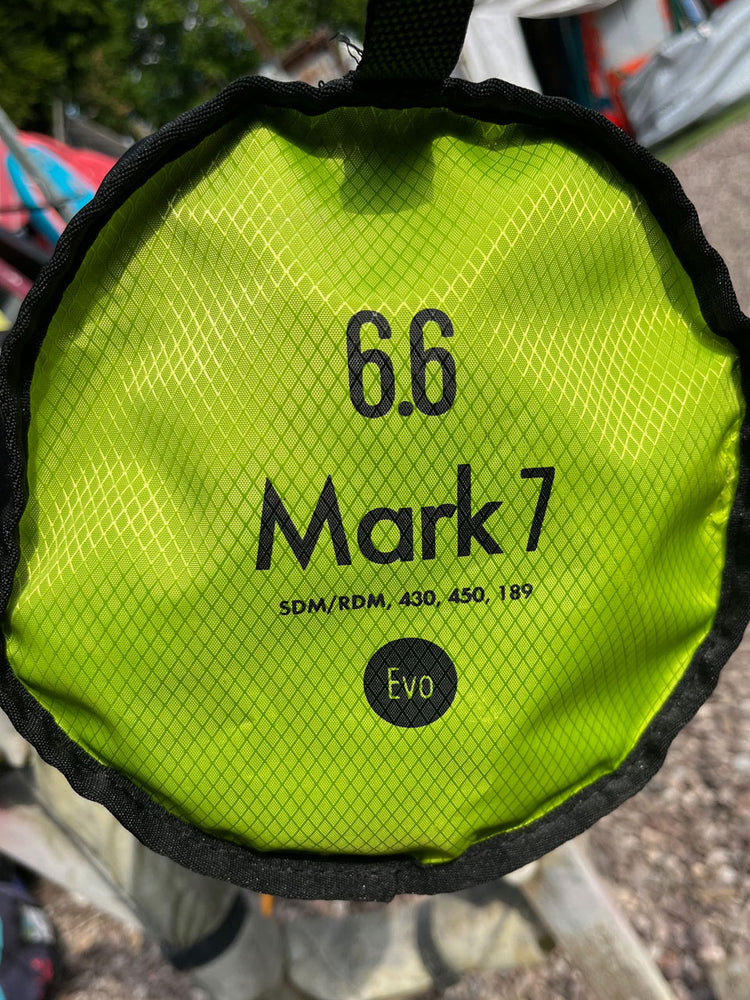 6.6
Mark 7
SDM/RDM, 430, 450, 189
Evo